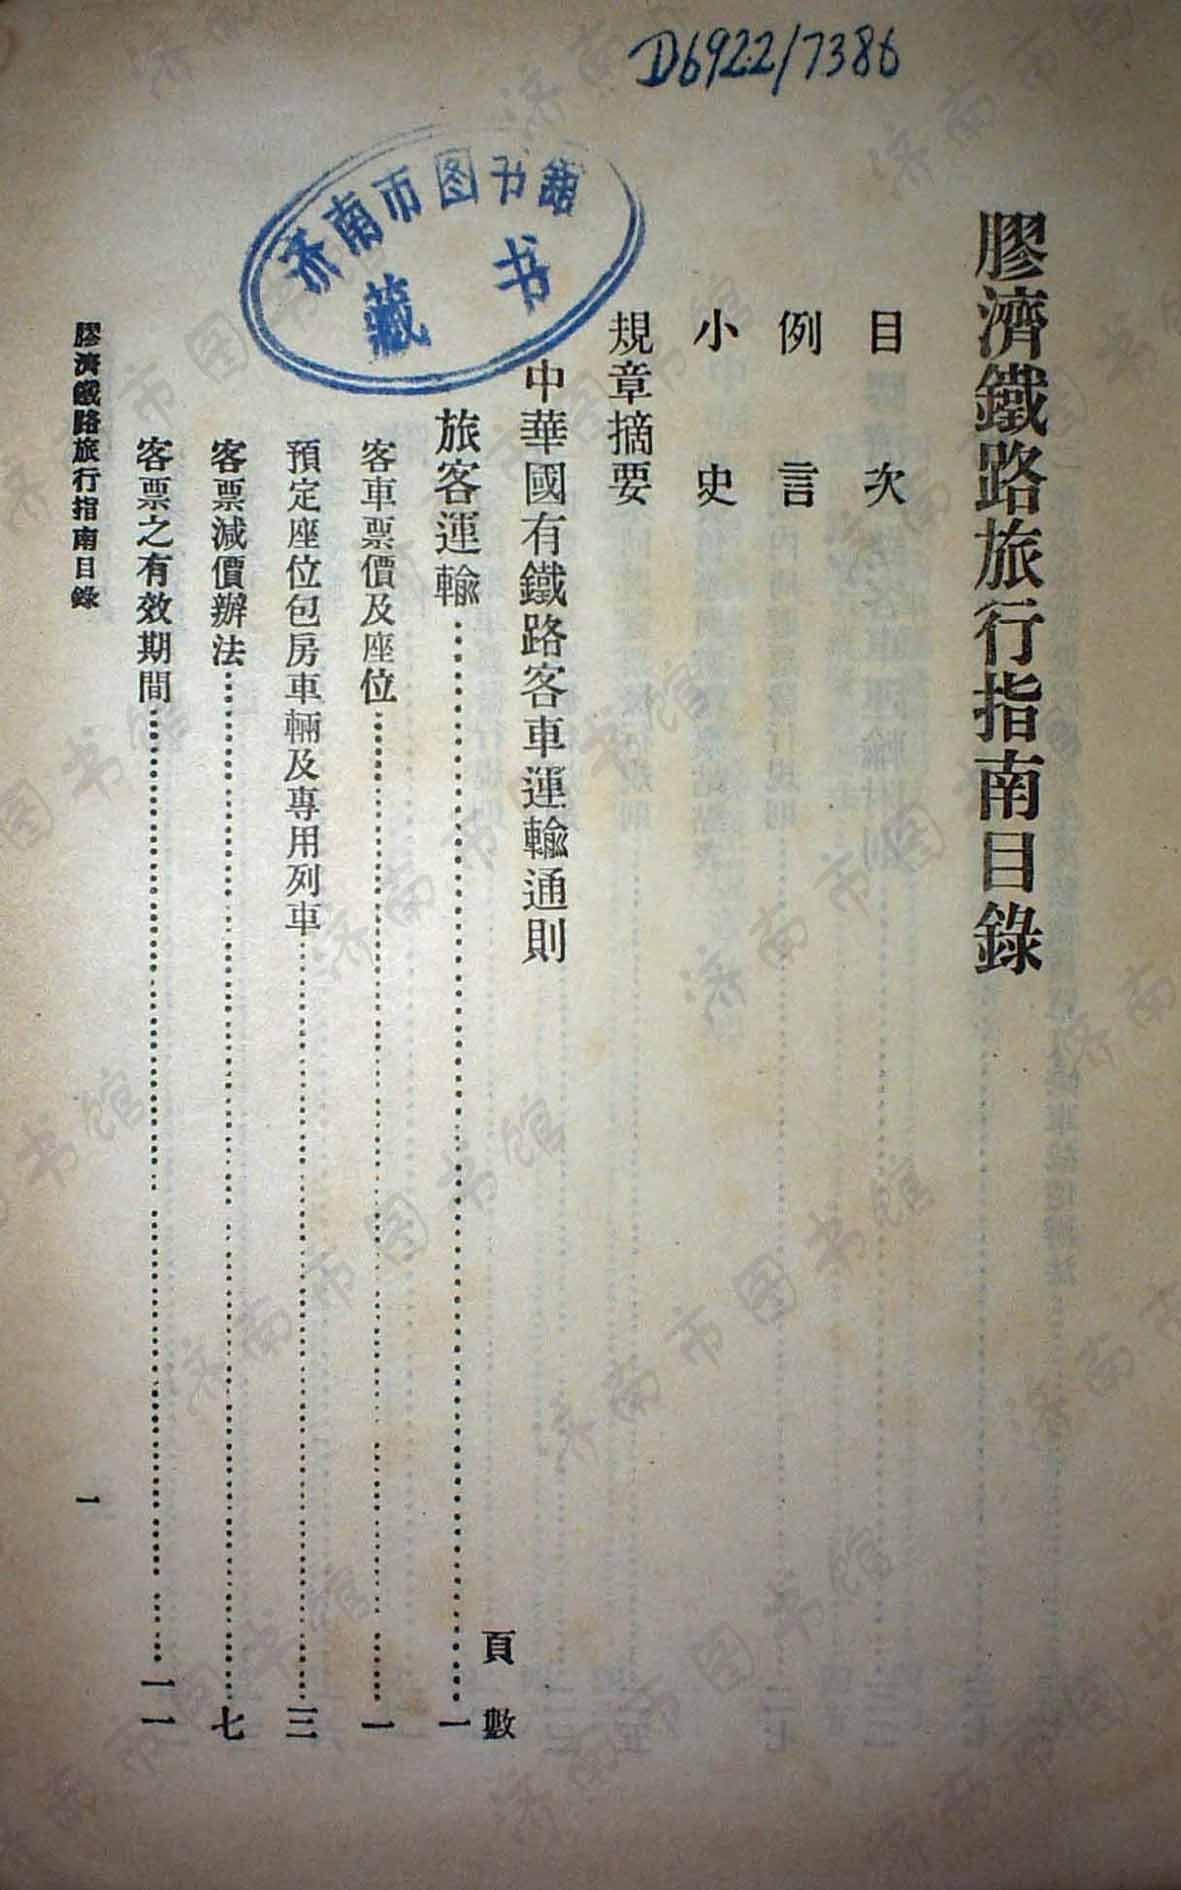 D6922/7386
济南市图书馆
藏书
膠濟鐵路旅行指南目錄
目次
例言
小史
規章摘要
中華國有鐵路客車運輸通則
頁數
旅客運輸……一
客車票價及座位……一
預定座位包房車輛及專用列車……三
客票減價辦法……七
客票之有效期間……一一
膠濟鐵路旅行指南目錄
一